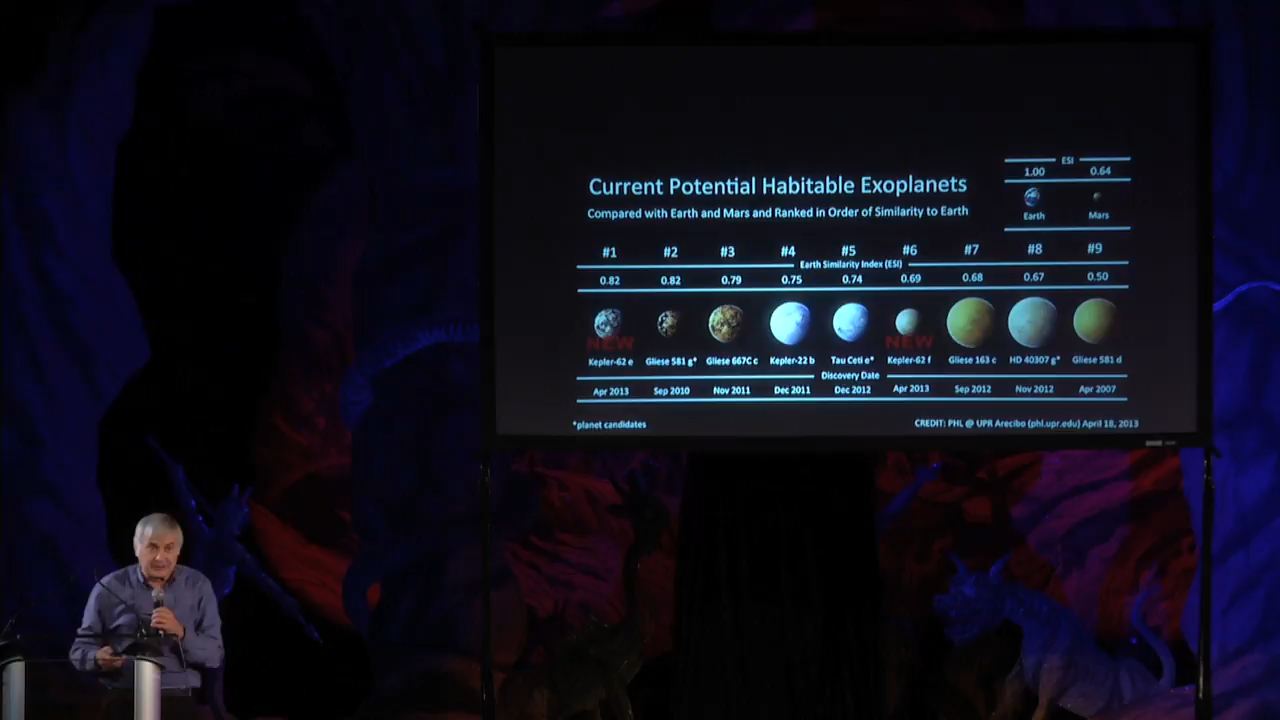 ESI
1.00 0.64
Earth Mars
Current Potential Habitable Exoplanets
Compared with Earth and Mars and Ranked in Order of Similarity to Earth
#1 #2 #3 #4 #5 #6 #7 #8 #9
Earth Similarity Index (ESI)
0.82 0.82 0.79 0.75 0.74 0.69 0.68 0.67 0.50
NEW NEW
Kepler-62 e Gliese 581 g* Gliese 667C c Kepler-22 b Tau Ceti e* Kepler-62 f Gliese 163 c HD 40307 g* Gliese 581 d
Discovery Date
Apr 2013 Sep 2010 Nov 2011 Dec 2011 Dec 2012 Apr 2013 Sep 2012 Nov 2012 Apr 2007
*planet candidates
CREDIT: PHL @ UPR Arecibo (phl.upr.edu) April 18, 2013